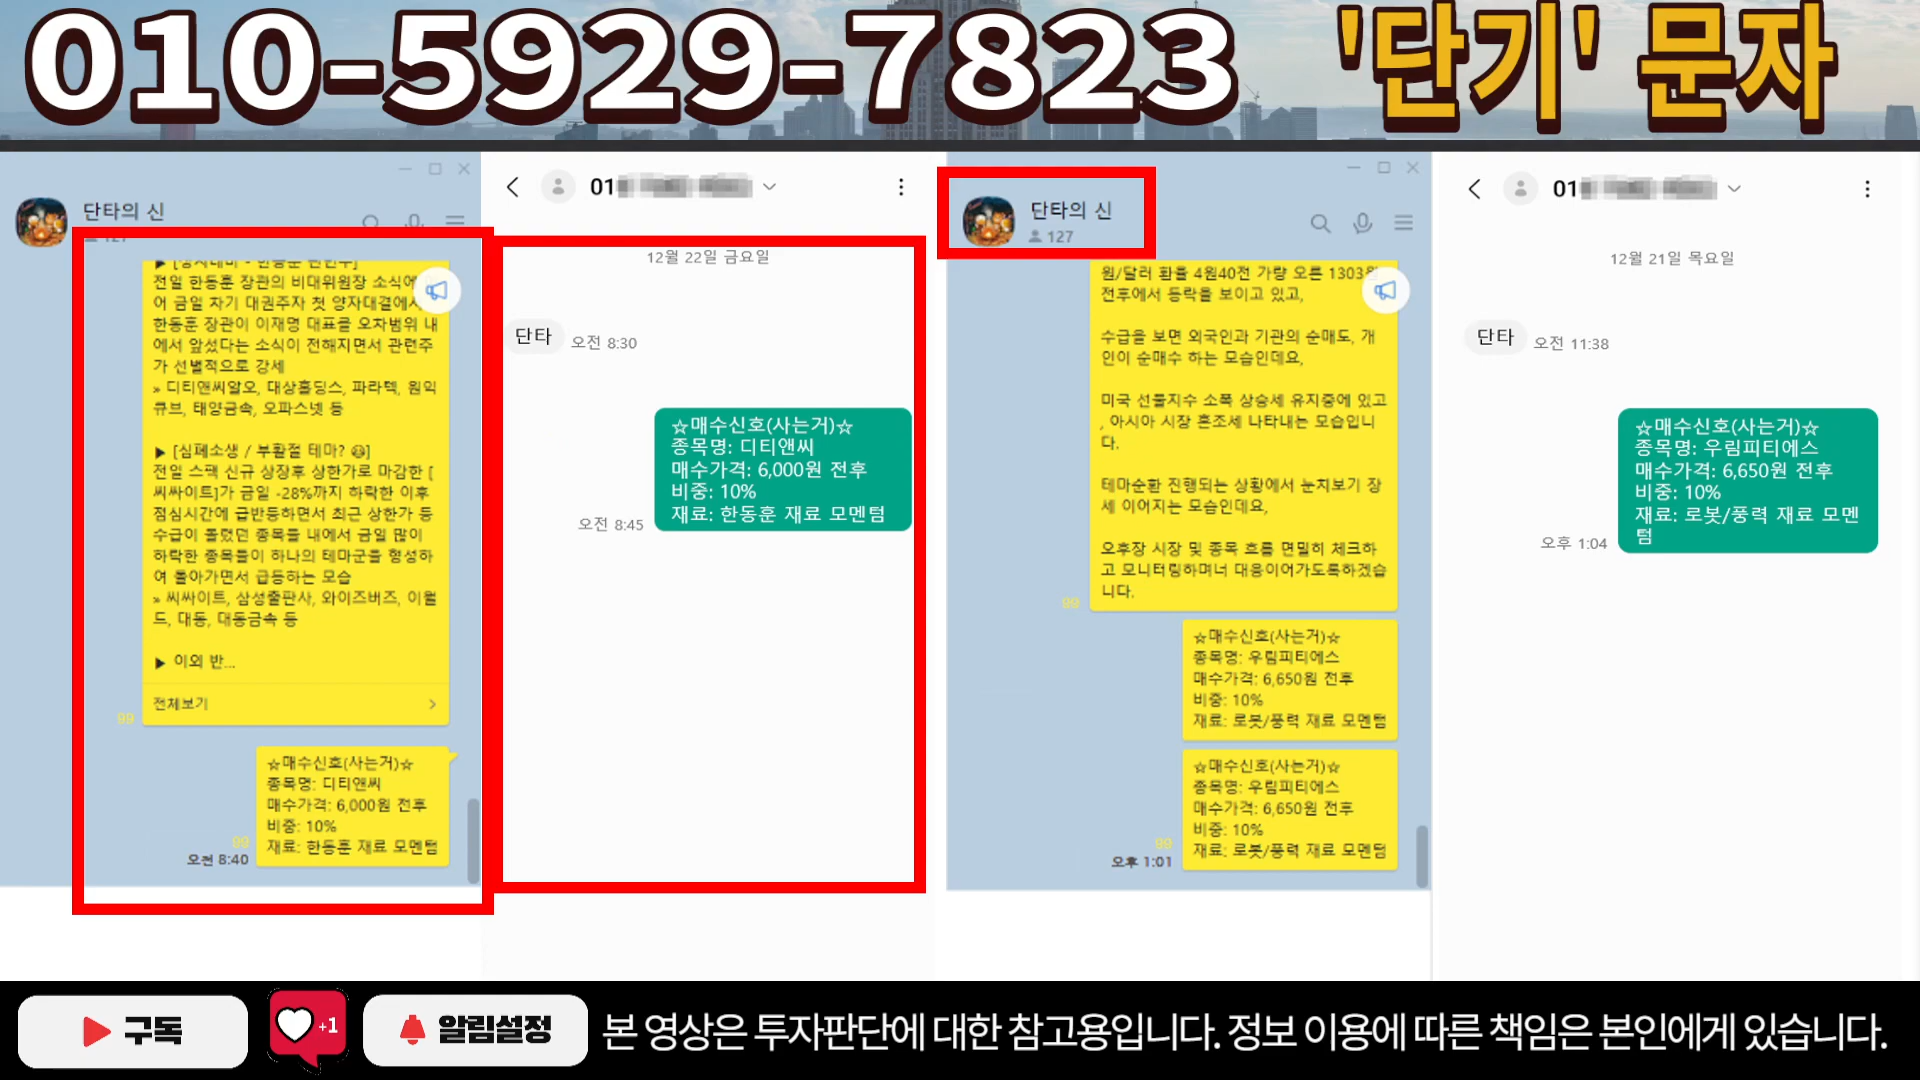 010-5929-7823 '단기' 문자
단타의 신
127
전일 한동훈 장관의 비대위원장 소식에
어 금일 차기 대권주자 첫 양자대결에서
한동훈 장관이 이재명 대표를 오차범위 내
에서 앞섰다는 소식이 전해지면서 관련주
가 선별적으로 강세
» 디티앤씨알오, 대상홀딩스, 파라텍, 원익
큐브, 태양금속, 오파스넷 등
▶ [심폐소생 / 부활절 테마? 😆]
전일 스팩 신규 상장후 상한가로 마감한 [
씨싸이트]가 금일 -28%까지 하락한 이후
점심시간에 급반등하면서 최근 상한가 등
수급이 몰렸던 종목들 내에서 금일 많이
하락한 종목들이 하나의 테마군을 형성하
여 돌아가면서 급등하는 모습
» 씨싸이트, 삼성출판사, 와이즈버즈, 이월
드, 대동, 대동금속 등
▶ 이외 반...
전체보기
99
☆매수신호(사는거)☆
종목명: 디티앤씨
매수가격: 6,000원 전후
비중: 10%
재료: 한동훈 재료 모멘텀
99
오전 8:40
01
12월 22일 금요일
단타
오전 8:30
☆매수신호(사는거)☆
종목명: 디티앤씨
매수가격: 6,000원 전후
비중: 10%
재료: 한동훈 재료 모멘텀
오전 8:45
단타의 신
127
원/달러 환율 4원40전 가량 오른 1303원
전후에서 등락을 보이고 있고,
수급을 보면 외국인과 기관의 순매도, 개
인이 순매수 하는 모습인데요,
미국 선물지수 소폭 상승세 유지중에 있고
, 아시아 시장 혼조세 나타내는 모습입니
다.
테마순환 진행되는 상황에서 눈치보기 장
세 이어지는 모습인데요,
오후장 시장 및 종목 흐름 면밀히 체크하
고 모니터링하며너 대응이어가도록하겠습
니다.
99
☆매수신호(사는거)☆
종목명: 우림피티에스
매수가격: 6,650원 전후
비중: 10%
재료: 로봇/풍력 재료 모멘텀
☆매수신호(사는거)☆
종목명: 우림피티에스
매수가격: 6,650원 전후
비중: 10%
재료: 로봇/풍력 재료 모멘텀
99
오후 1:01
01
12월 21일 목요일
단타
오전 11:38
☆매수신호(사는거)☆
종목명: 우림피티에스
매수가격: 6,650원 전후
비중: 10%
재료: 로봇/풍력 재료 모멘
텀
오후 1:04
구독
+1
알림설정
본 영상은 투자판단에 대한 참고용입니다. 정보 이용에 따른 책임은 본인에게 있습니다.